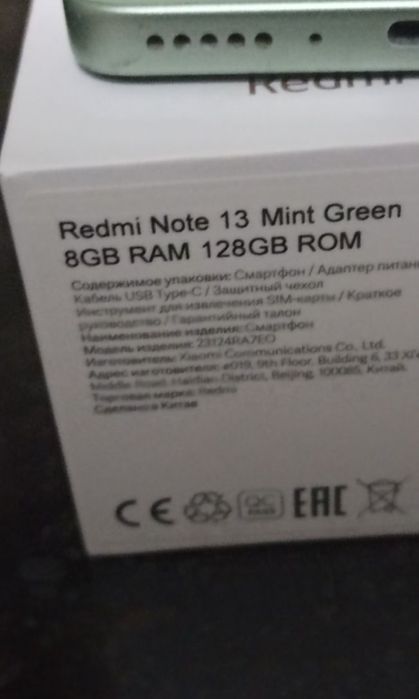 Redmi
Redmi Note 13 Mint Green
8GB RAM 128GB ROM
Содержимое упаковки: Смартфон / Адаптер питан
Кабель USB Type-C / Защитный чехол
Инструмент для извлечения SIM-карты / Краткое
руководство / Гарантийный талон
Наименование изделия: Смартфон
Модель изделия: 23124RA7EO
Изготовитель: Xiaomi Communications Co., Ltd.
Адрес изготовителя: #019, 9th Floor, Building 6, 33 Xi'
Middle Road, Haidian District, Beijing, 100085, Китай.
Торговая марка: Redmi
Сделано в Китае
CE EAC